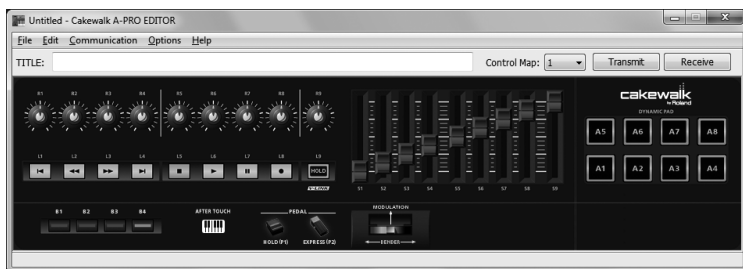 Untitled - Cakewalk A-PRO EDITOR
File Edit Communication Options Help
TITLE: Control Map: 1 Transmit Receive
R1 R2 R3 R4 R5 R6 R7 R8 R9
cakewalk
by Roland
DYNAMIC PAD
A5 A6 A7 A8
L1 L2 L3 L4 L5 L6 L7 L8 L9
HOLD
V-LINK
A1 A2 A3 A4
S1 S2 S3 S4 S5 S6 S7 S8 S9
B1 B2 B3 B4
AFTER TOUCH
PEDAL
HOLD (P1) EXPRESS (P2)
MODULATION
BENDER